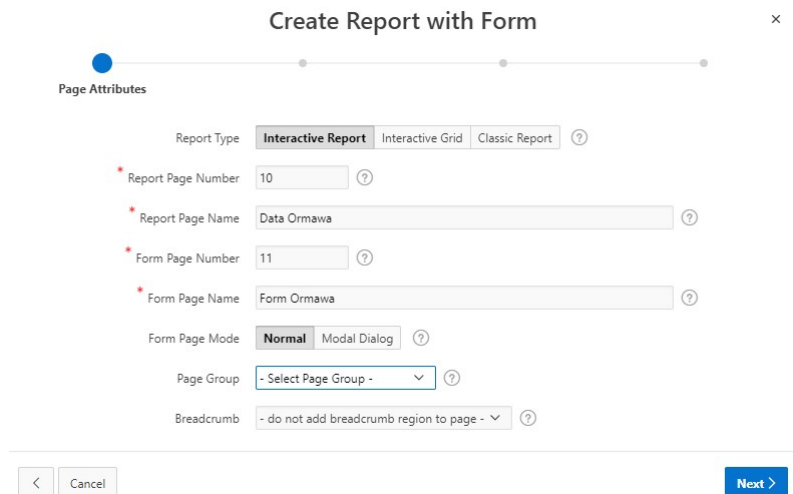 Create Report with Form ×
Page Attributes
Report Type Interactive Report Interactive Grid Classic Report ?
* Report Page Number 10 ?
* Report Page Name Data Ormawa ?
* Form Page Number 11 ?
* Form Page Name Form Ormawa ?
Form Page Mode Normal Modal Dialog ?
Page Group - Select Page Group - ?
Breadcrumb - do not add breadcrumb region to page - ?
< Cancel Next >